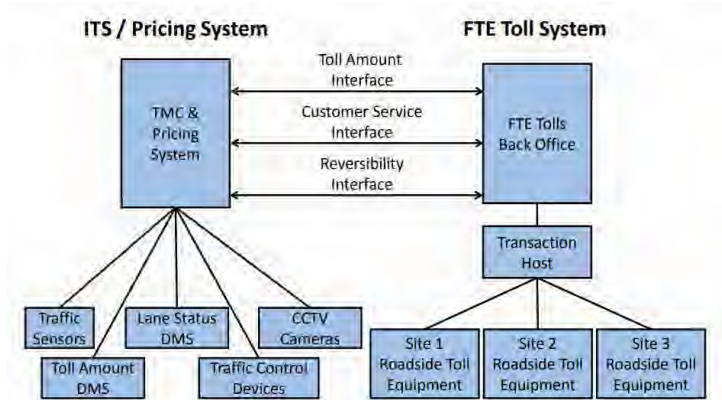 ITS / Pricing System
FTE Toll System
Toll Amount
Interface
TMC &
Pricing
System
Customer Service
Interface
FTE Tolls
Back Office
Reversibility
Interface
Transaction
Host
Traffic
Sensors
Lane Status
DMS
CCTV
Cameras
Toll Amount
DMS
Traffic Control
Devices
Site 1
Roadside Toll
Equipment
Site 2
Roadside Toll
Equipment
Site 3
Roadside Toll
Equipment